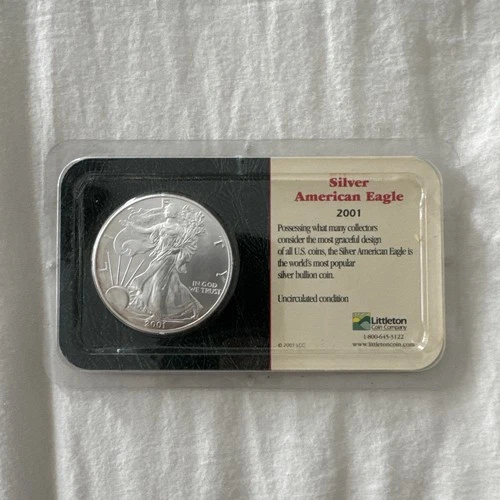 LIBERTY
IN GOD
WE TRUST
2001
Silver
American Eagle
2001
Possessing what many collectors
consider the most graceful design
of all U.S. coins, the Silver American Eagle is
the world's most popular
silver bullion coin.
Uncirculated condition
Littleton
Coin Company
1-800-645-3122
www.littletoncoin.com
© 2001 LCC